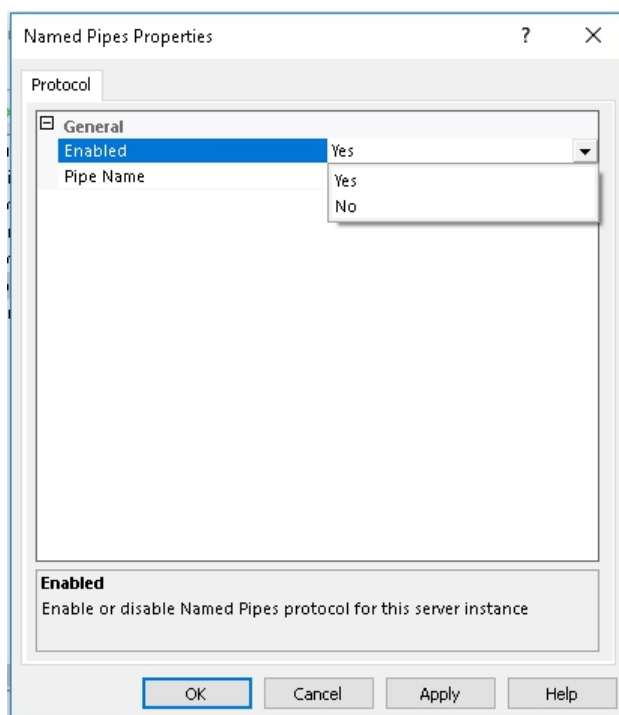 Named Pipes Properties
Protocol
General
Enabled Yes
Pipe Name
Yes
No
Enabled
Enable or disable Named Pipes protocol for this server instance
OK Cancel Apply Help